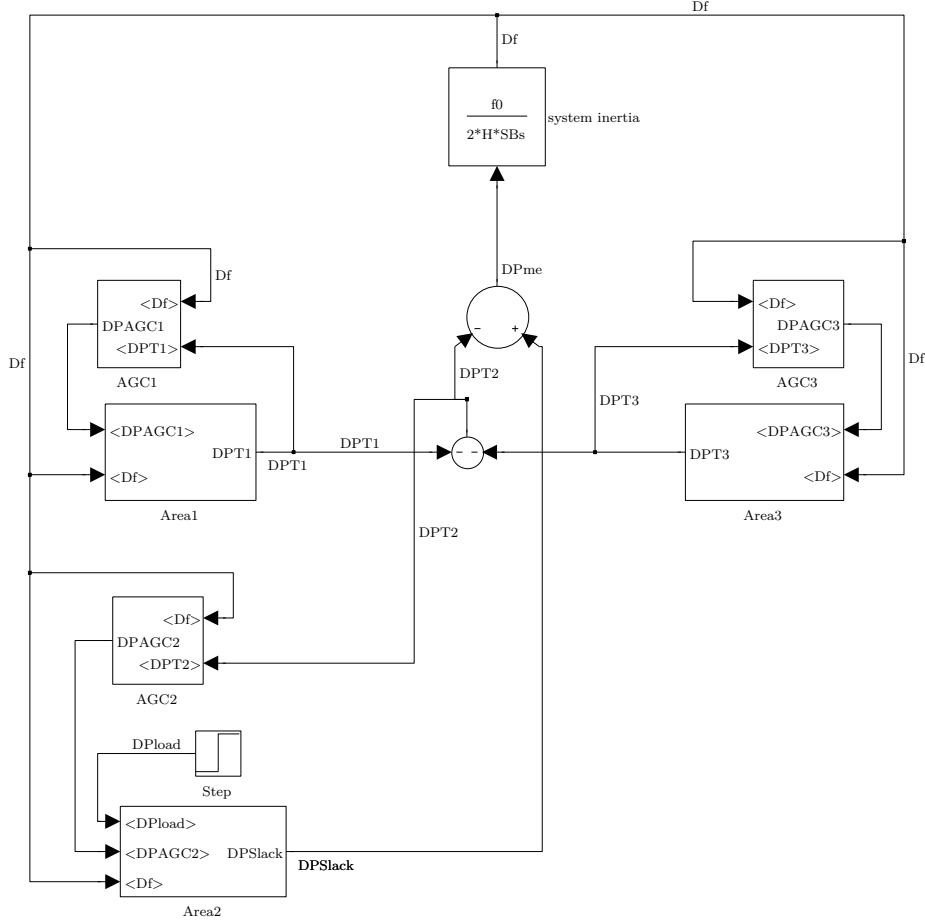 Df
Df
f0
2*H*SBs
system inertia
Df
DPme
<Df>
DPAGC1
<DPT1>
AGC1
<Df>
DPAGC3
<DPT3>
AGC3
Df
Df
- +
DPT2
DPT3
<DPAGC1>
DPT1
<Df>
Area1
DPT1
DPT1
- -
<DPAGC3>
DPT3
<Df>
Area3
DPT2
<Df>
DPAGC2
<DPT2>
AGC2
DPload
Step
<DPload>
<DPAGC2>
DPSlack
<Df>
Area2
DPSlack